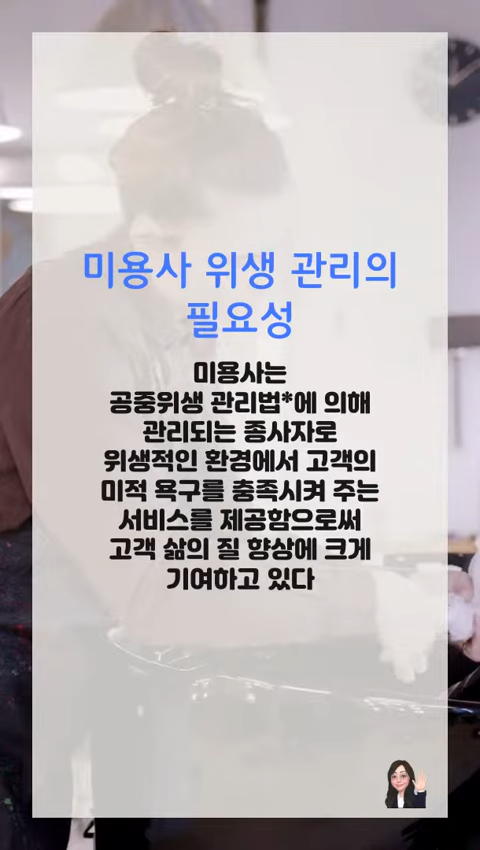 미용사 위생 관리의
필요성
미용사는
공중위생 관리법*에 의해
관리되는 종사자로
위생적인 환경에서 고객의
미적 욕구를 충족시켜 주는
서비스를 제공함으로써
고객 삶의 질 향상에 크게
기여하고 있다